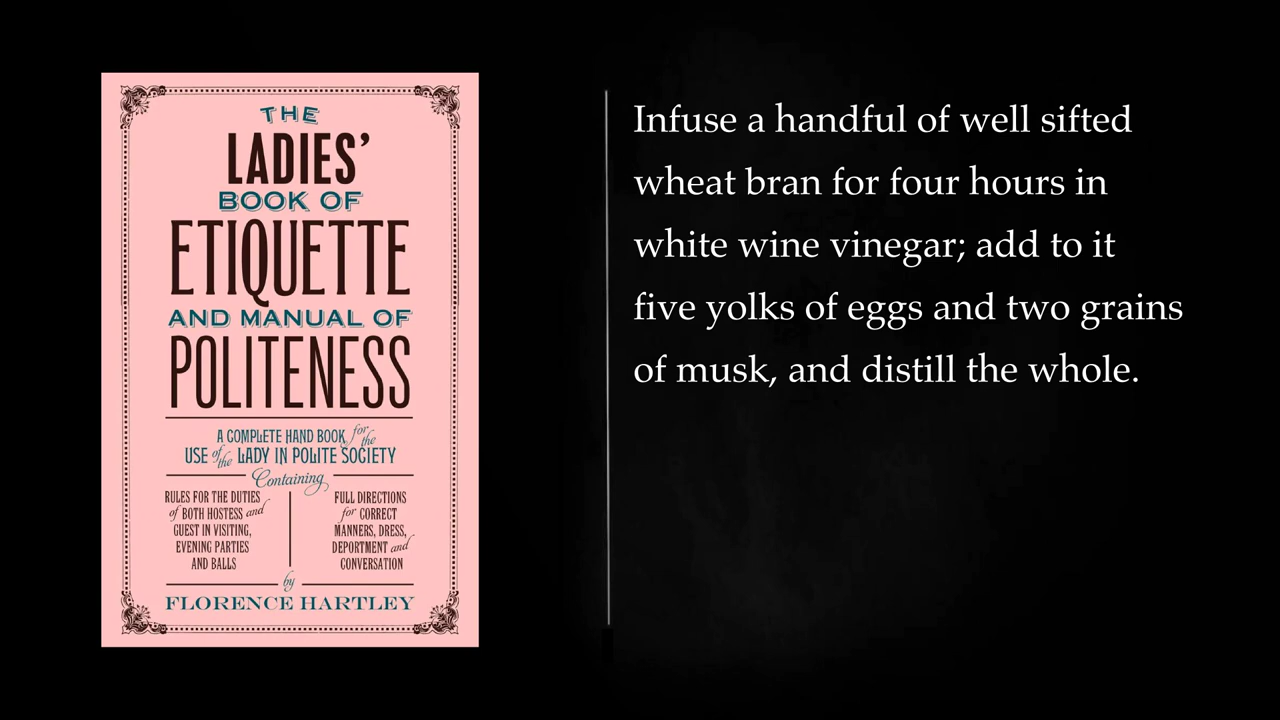 THE
LADIES'
BOOK OF
ETIQUETTE
AND MANUAL OF
POLITENESS
A COMPLETE HAND BOOK for the
USE of the LADY IN POLITE SOCIETY
Containing
RULES FOR THE DUTIES
of BOTH HOSTESS and
GUEST IN VISITING,
EVENING PARTIES
AND BALLS
FULL DIRECTIONS
for CORRECT
MANNERS, DRESS,
DEPORTMENT and
CONVERSATION
by
FLORENCE HARTLEY
Infuse a handful of well sifted
wheat bran for four hours in
white wine vinegar; add to it
five yolks of eggs and two grains
of musk, and distill the whole.